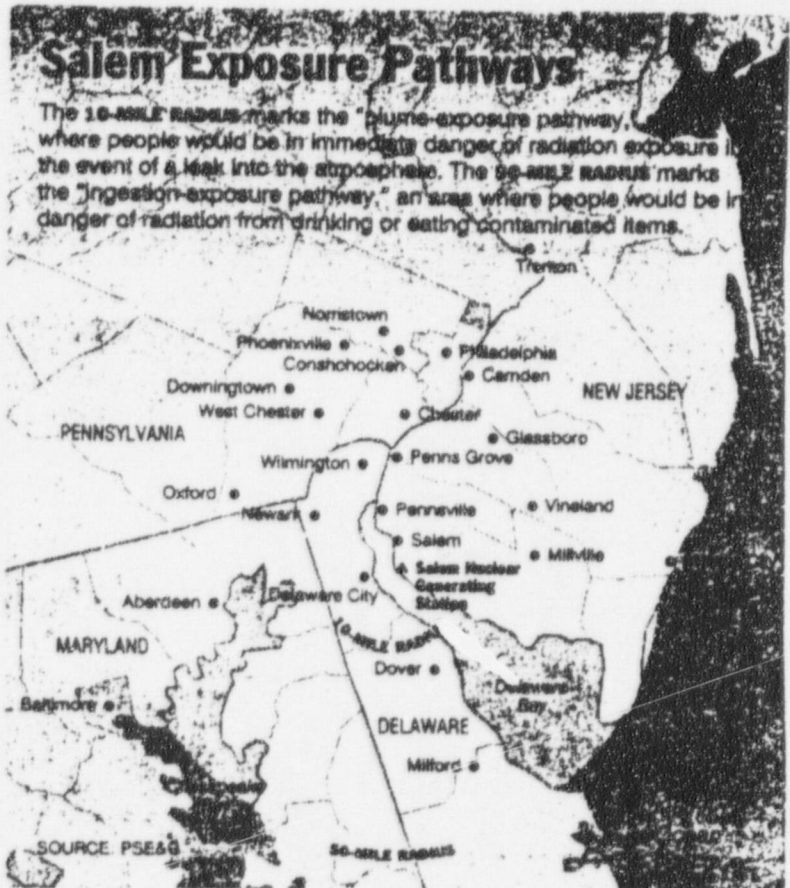 Salem Exposure Pathways
The 10-MILE RADIUS marks the "plume-exposure pathway,
where people would be in immediate danger of radiation exposure i
the event of a leak into the atmosphere. The 50-MILE RADIUS marks
the "ingestion-exposure pathway," an area where people would be in
danger of radiation from drinking or eating contaminated items.
Trenton
Norristown
Phoenixville
Philadelphia
Conshohocken
Camden
Downingtown
NEW JERSEY
West Chester
Chester
PENNSYLVANIA
Glassboro
Wilmington
Penns Grove
Oxford
Newark
Pennsville
Vineland
Salem
Millville
Salem Nuclear
Generating
Station
Delaware City
Aberdeen
10-MILE RADIUS
MARYLAND
Dover
Delaware
Bay
Baltimore
DELAWARE
Milford
Chesapeake
SOURCE: PSE&G
50-MILE RADIUS